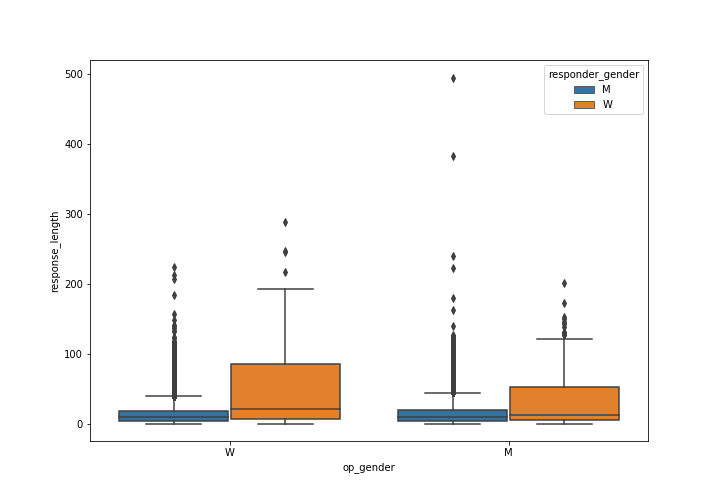 500
400
300
200
100
0
response_length
responder_gender
M
W
W
M
op_gender